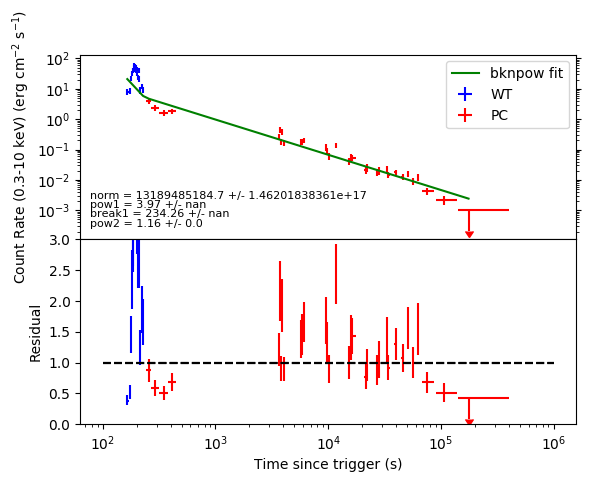 Count Rate (0.3-10 keV) (erg cm⁻² s⁻¹)
10²
10¹
10⁰
10⁻¹
10⁻²
10⁻³
bknpow fit
WT
PC
norm = 13189485184.7 +/- 1.46201838361e+17
pow1 = 3.97 +/- nan
break1 = 234.26 +/- nan
pow2 = 1.16 +/- 0.0
Residual
3.0
2.5
2.0
1.5
1.0
0.5
0.0
10²
10³
10⁴
10⁵
10⁶
Time since trigger (s)